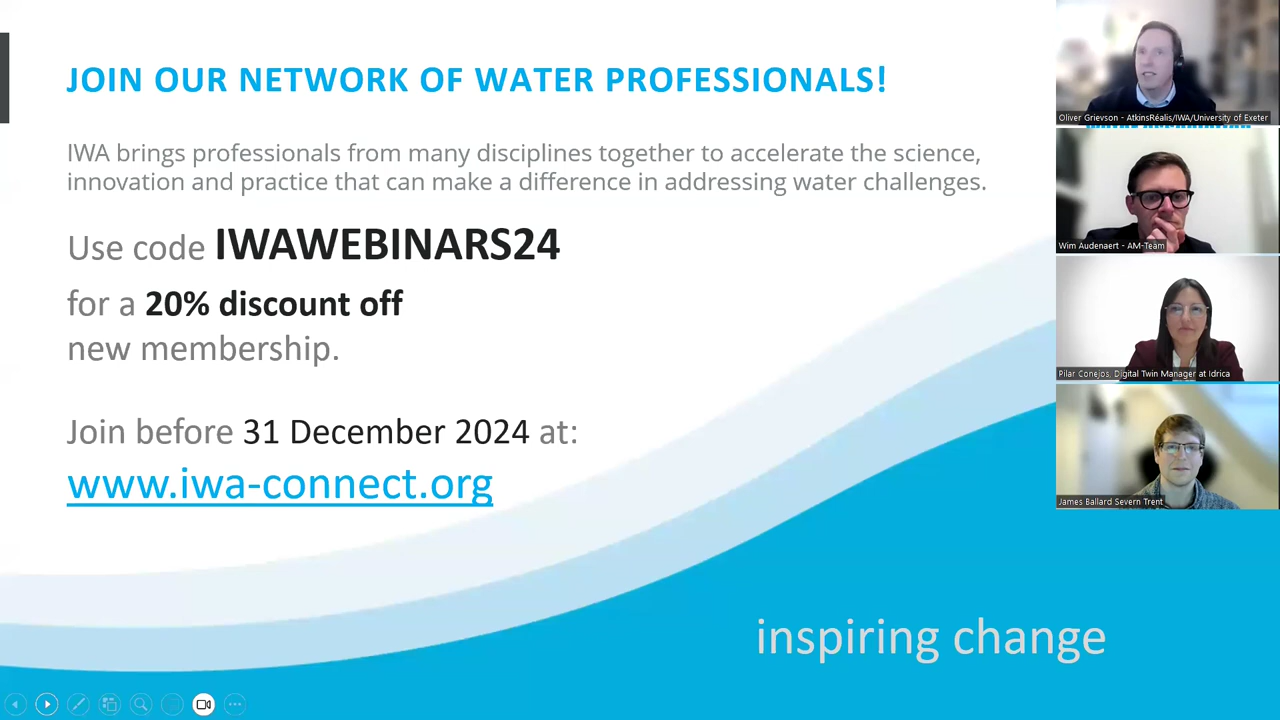 JOIN OUR NETWORK OF WATER PROFESSIONALS!
IWA brings professionals from many disciplines together to accelerate the science,
innovation and practice that can make a difference in addressing water challenges.
Use code IWAWEBINARS24
for a 20% discount off
new membership.
Join before 31 December 2024 at:
www.iwa-connect.org
inspiring change
Oliver Grievson - AtkinsRéalis/IWA/University of Exeter
Wim Audenaert - AM-Team
Pilar Conejos, Digital Twin Manager at Idrica
James Ballard Severn Trent